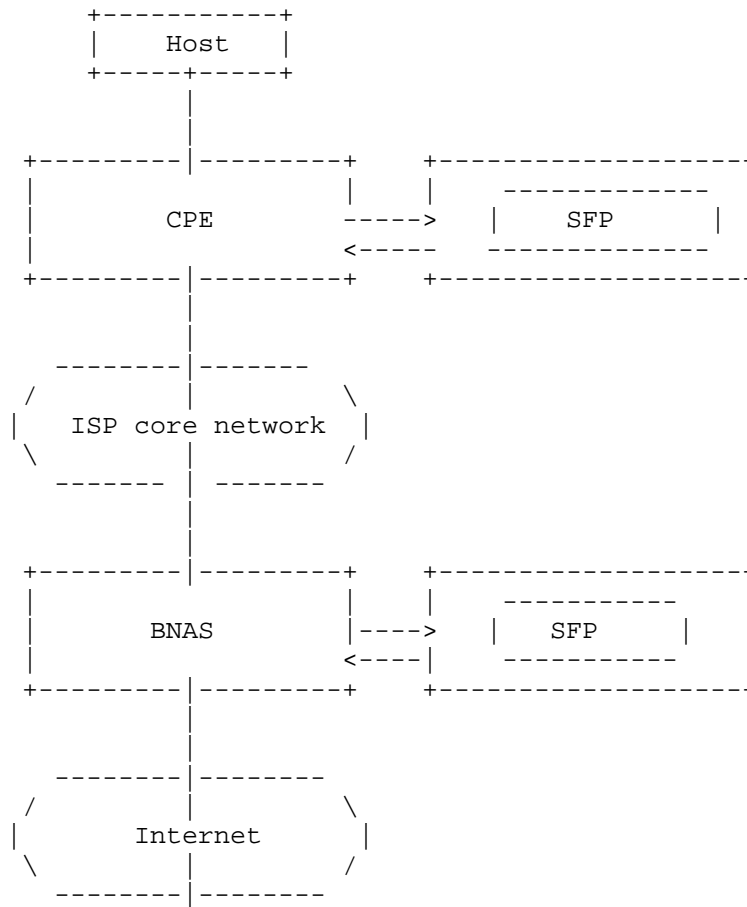 Host
CPE
SFP
ISP core network
BNAS
SFP
Internet